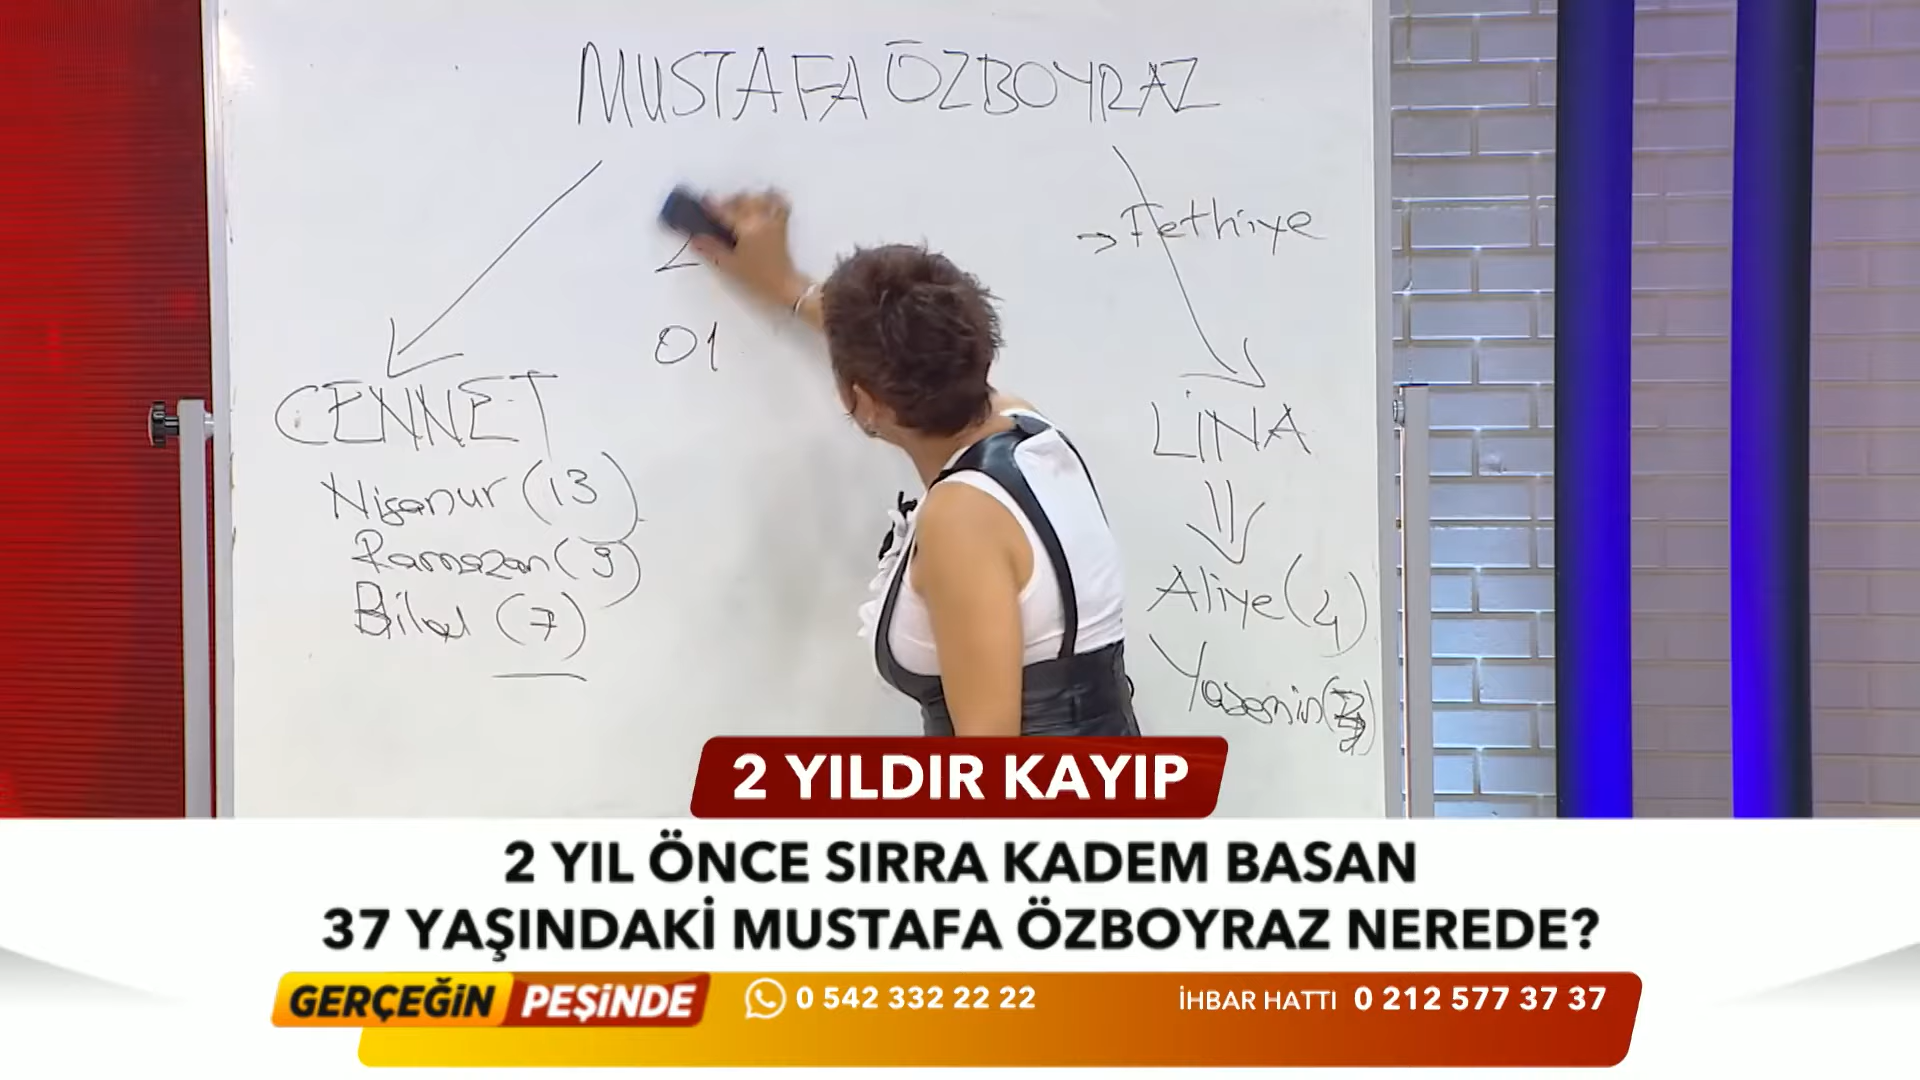 MUSTAFA ÖZBOYRAZ
→ Fethiye
01
CENNET
LİNA
Nisanur (13)
Ramazan (9)
Bilal (7)
Aliye (4)
Yasemin
2 YILDIR KAYIP
2 YIL ÖNCE SIRRA KADEM BASAN
37 YAŞINDAKİ MUSTAFA ÖZBOYRAZ NEREDE?
GERÇEĞİN PEŞİNDE
0 542 332 22 22
İHBAR HATTI 0 212 577 37 37